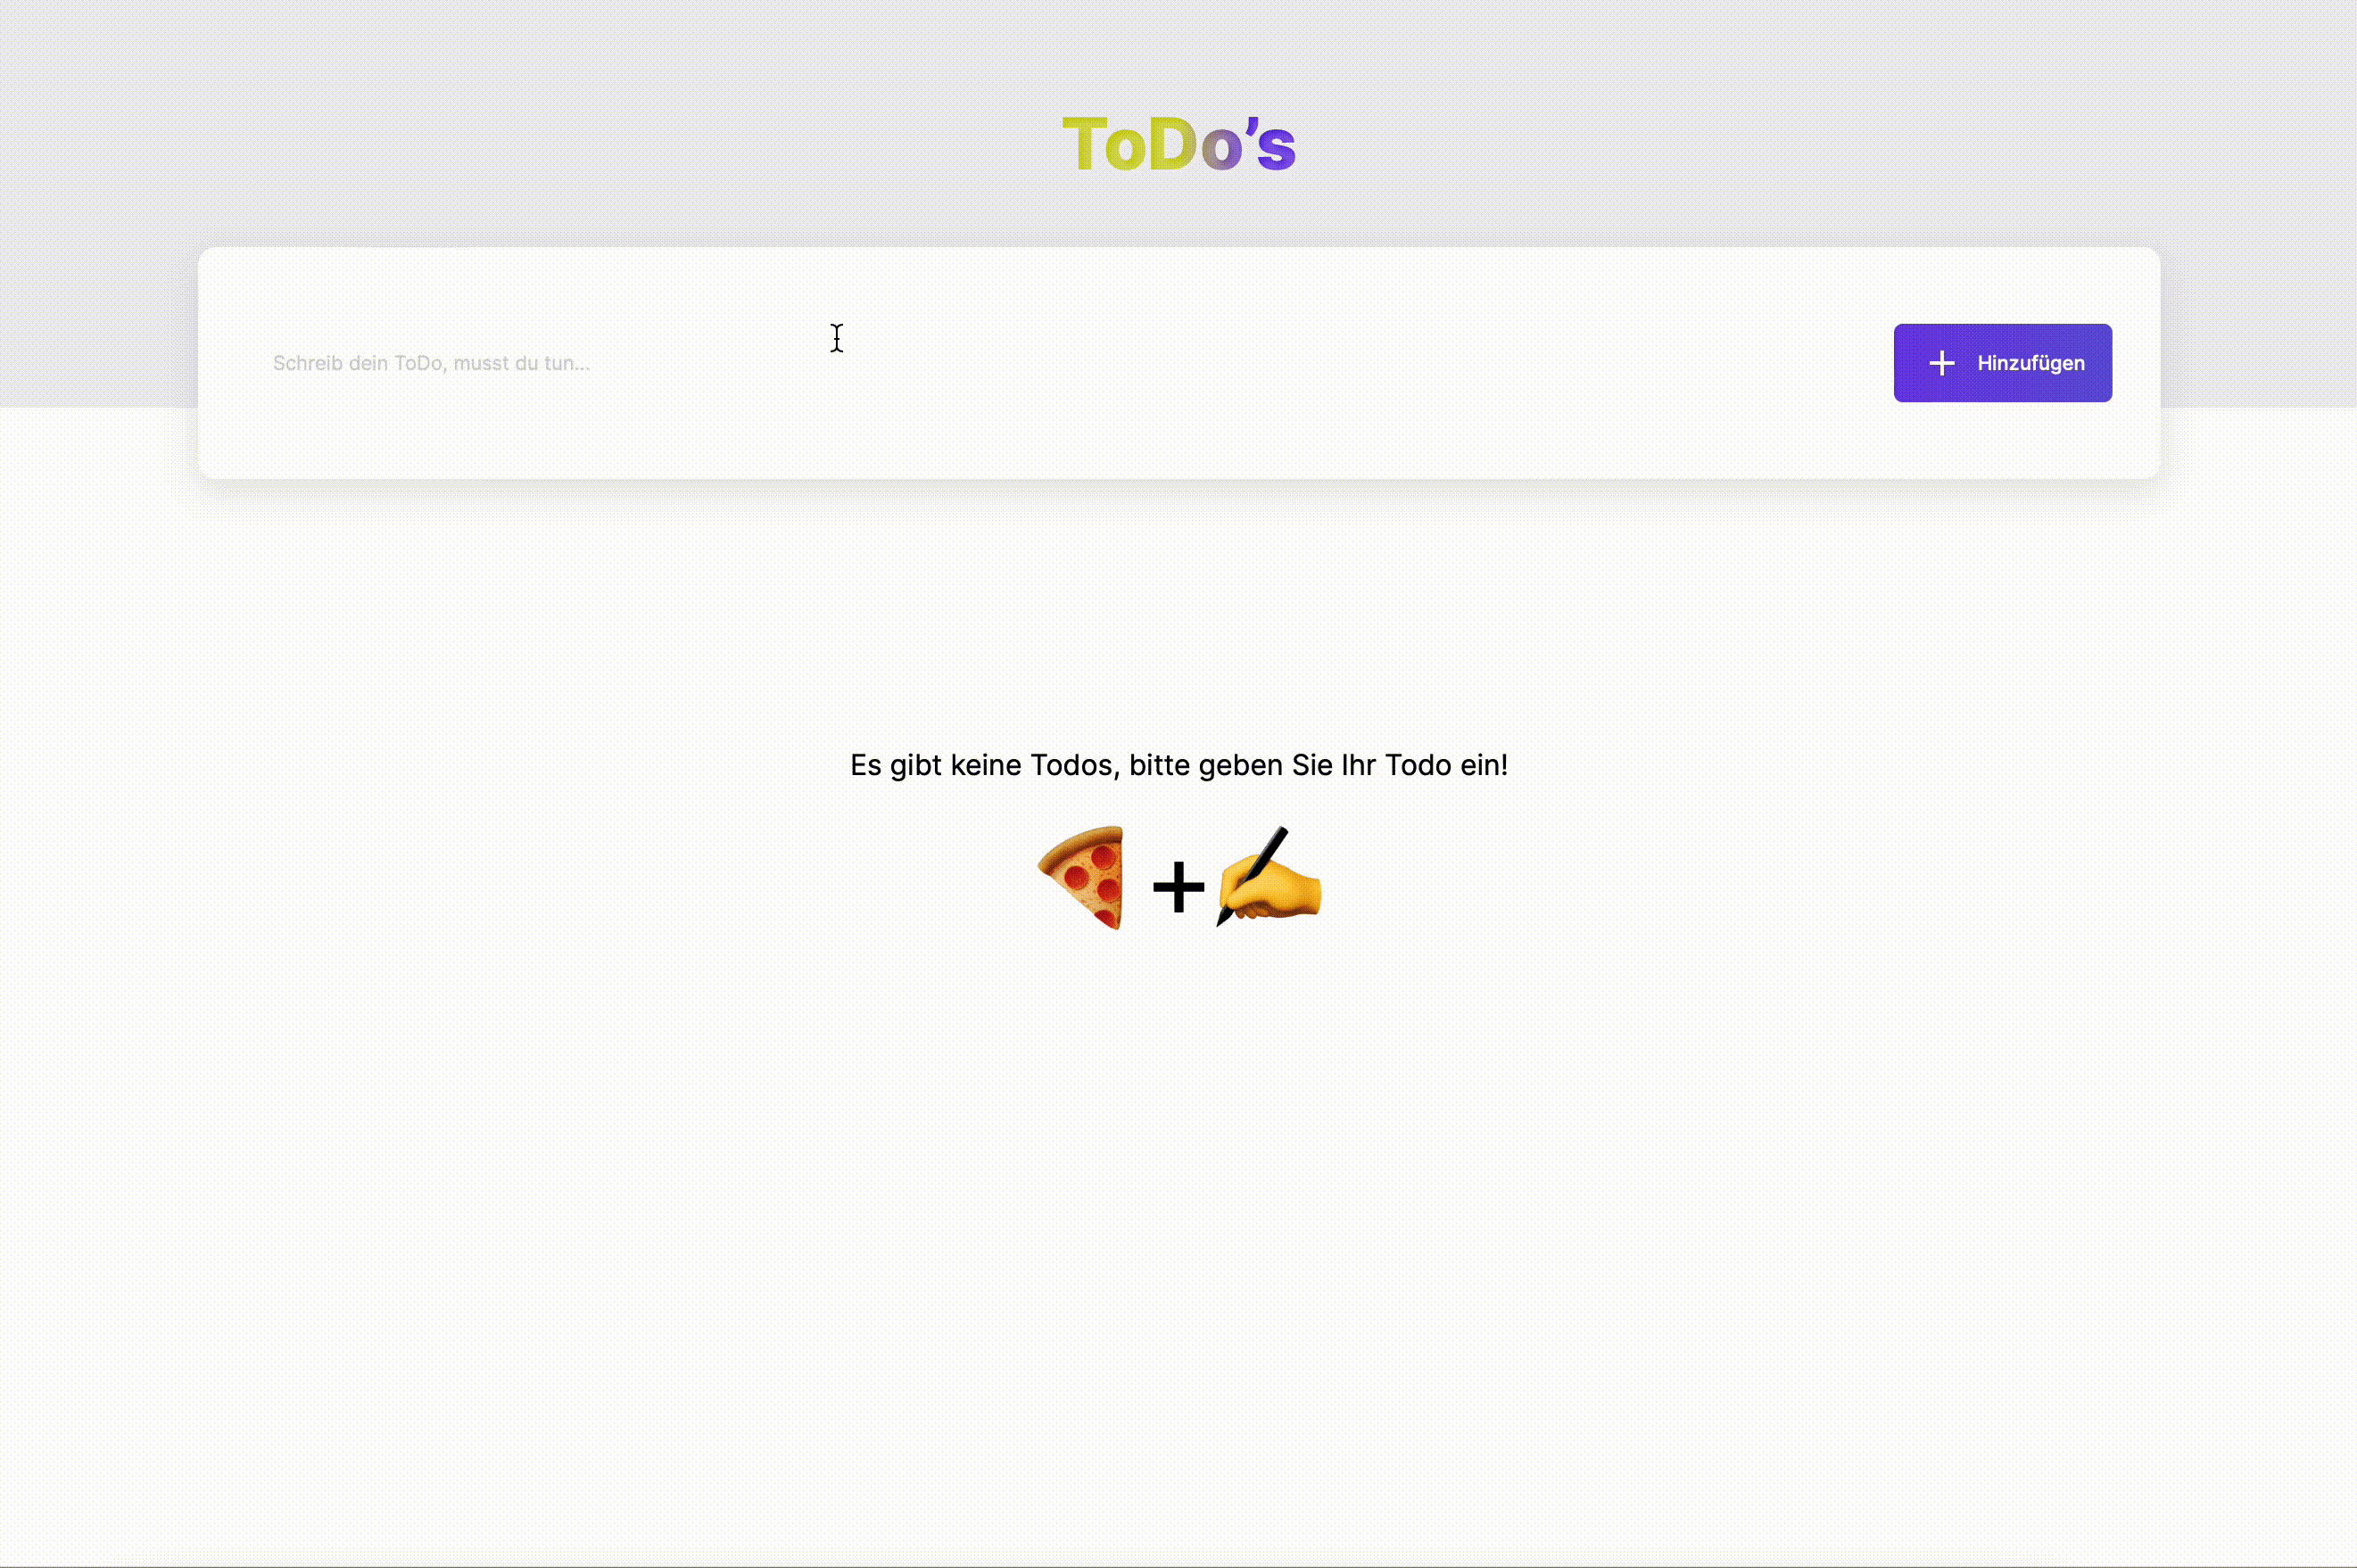 ToDo’s
Schreib dein ToDo, musst du tun...
Hinzufügen
Es gibt keine Todos, bitte geben Sie Ihr Todo ein!
🍕 + ✍️